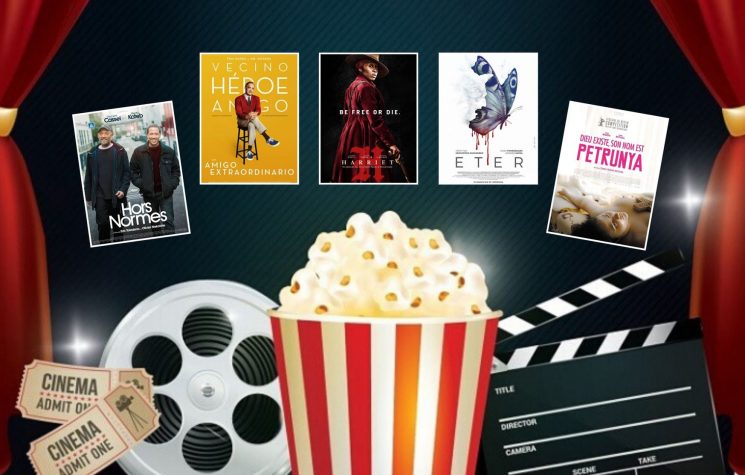 Cassel Kateb
Hors
Normes
VECINO
HÉROE
AMIGO
UN
AMIGO
EXTRAORDINARIO
BE FREE OR DIE.
HARRIET
ETER
DIEU EXISTE, SON NOM EST
PETRUNYA
CINEMA
ADMIT ONE
CINEMA
ADMIT ONE
TITLE
DIRECTOR
CAMERA
SCENE
TAKE